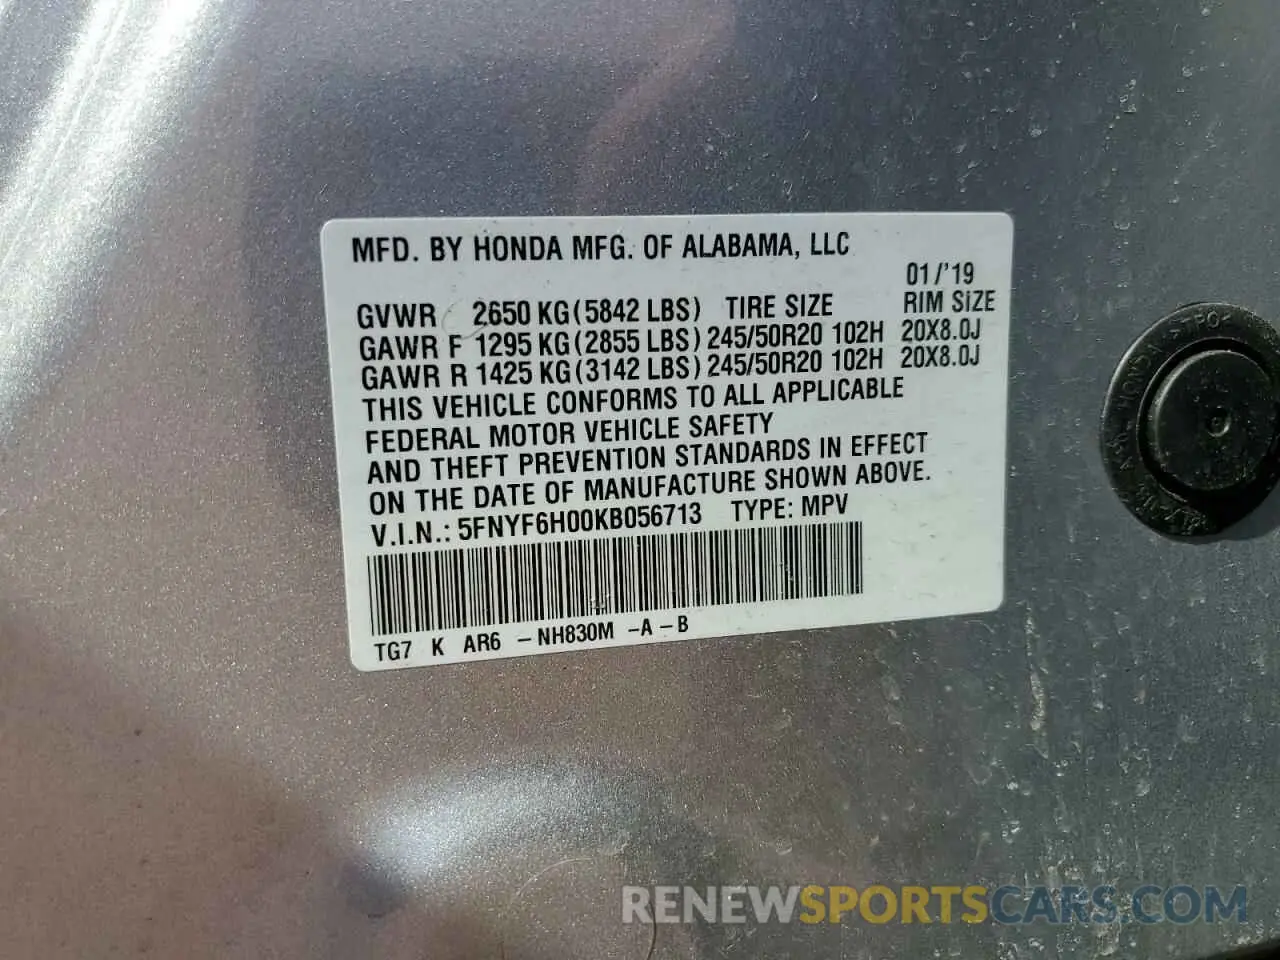 MFD. BY HONDA MFG. OF ALABAMA, LLC
01/'19
GVWR 2650 KG(5842 LBS) TIRE SIZE RIM SIZE
GAWR F 1295 KG(2855 LBS) 245/50R20 102H 20X8.0J
GAWR R 1425 KG(3142 LBS) 245/50R20 102H 20X8.0J
THIS VEHICLE CONFORMS TO ALL APPLICABLE
FEDERAL MOTOR VEHICLE SAFETY
AND THEFT PREVENTION STANDARDS IN EFFECT
ON THE DATE OF MANUFACTURE SHOWN ABOVE.
V.I.N.: 5FNYF6H00KB056713 TYPE: MPV
TG7 K AR6 -NH830M -A-B
RENEWSPORTSCARS.COM